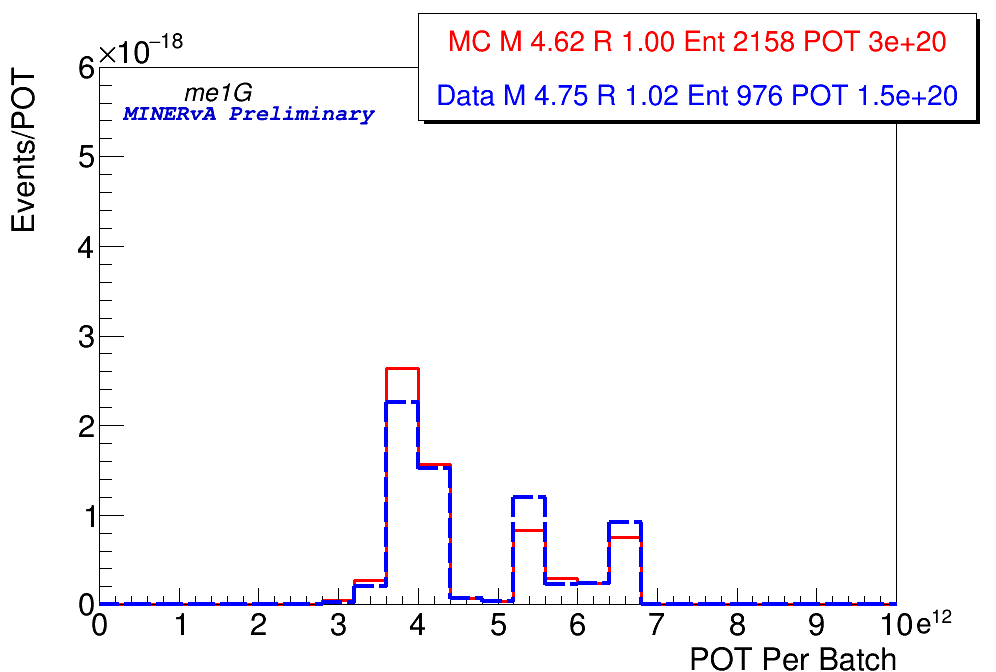 MC M 4.62 R 1.00 Ent 2158 POT 3e+20
Data M 4.75 R 1.02 Ent 976 POT 1.5e+20
×10⁻¹⁸
me1G
MINERνA Preliminary
Events/POT
6
5
4
3
2
1
0
0 1 2 3 4 5 6 7 8 9 10 e12
POT Per Batch